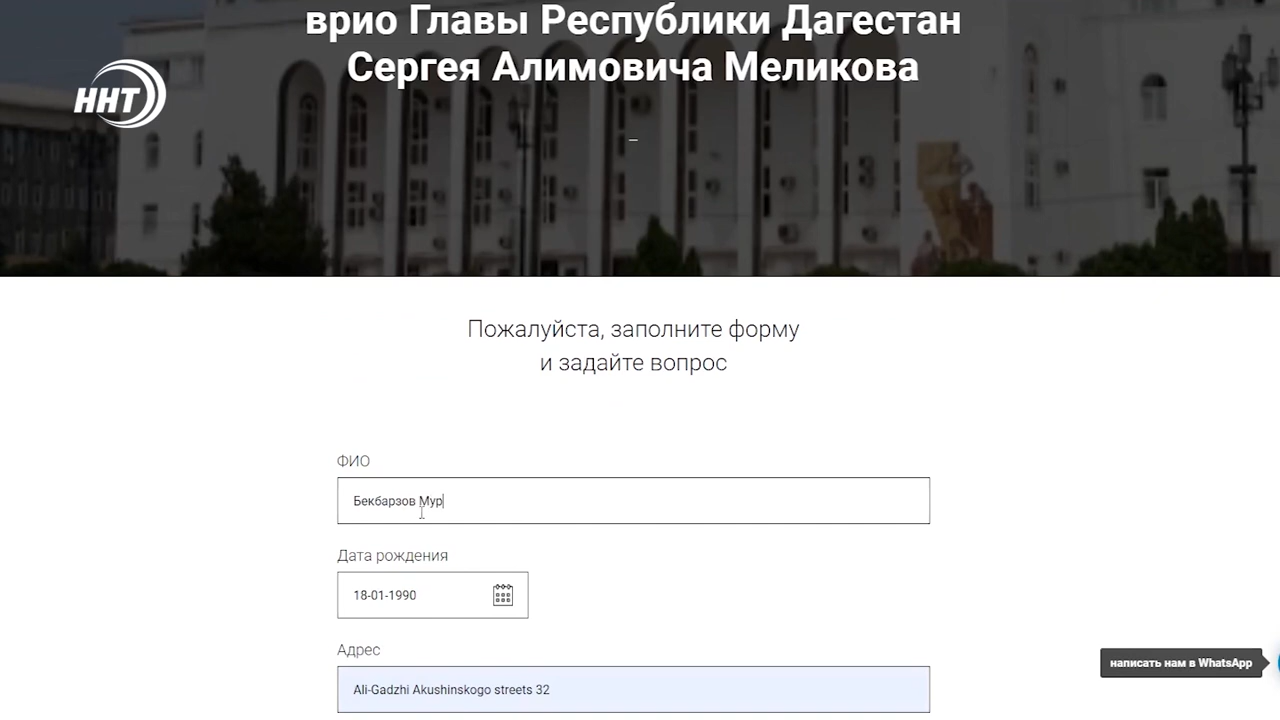 врио Главы Республики Дагестан
Сергея Алимовича Меликова
ННТ
Пожалуйста, заполните форму
и задайте вопрос
ФИО
Бекбарзов Мур
Дата рождения
18-01-1990
Адрес
Ali-Gadzhi Akushinskogo streets 32
написать нам в WhatsApp